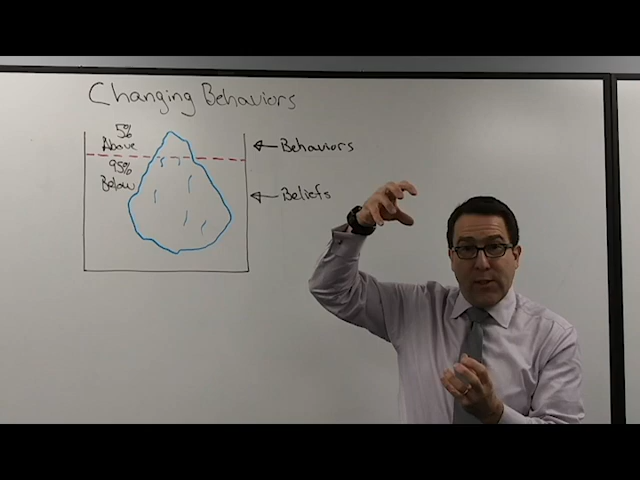 Changing Behaviors
5%
Above
95%
Below
Behaviors
Beliefs